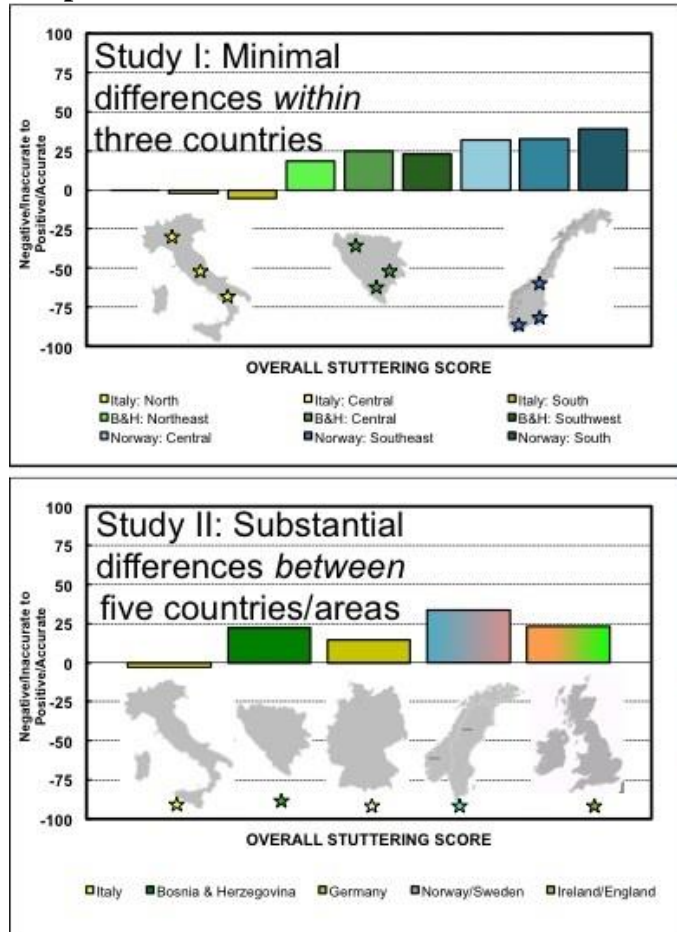 Study I: Minimal
differences within
three countries
100
75
50
25
0
-25
-50
-75
-100
Negative/Inaccurate to
Positive/Accurate
OVERALL STUTTERING SCORE
Italy: North
Italy: Central
Italy: South
B&H: Northeast
B&H: Central
B&H: Southwest
Norway: Central
Norway: Southeast
Norway: South
Study II: Substantial
differences between
five countries/areas
100
75
50
25
0
-25
-50
-75
-100
Negative/Inaccurate to
Positive/Accurate
OVERALL STUTTERING SCORE
Italy
Bosnia & Herzegovina
Germany
Norway/Sweden
Ireland/England